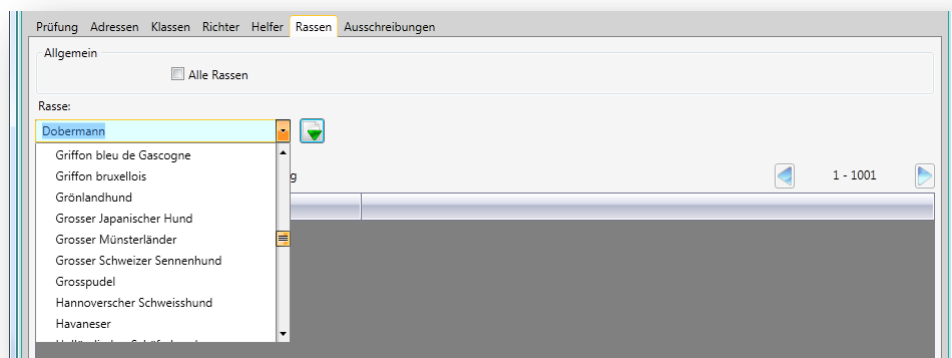 Prüfung Adressen Klassen Richter Helfer Rassen Ausschreibungen
Allgemein
Alle Rassen
Rasse:
Dobermann
Griffon bleu de Gascogne
Griffon bruxellois
g
1 - 1001
Grönlandhund
Grosser Japanischer Hund
Grosser Münsterländer
Grosser Schweizer Sennenhund
Grosspudel
Hannoverscher Schweisshund
Havaneser